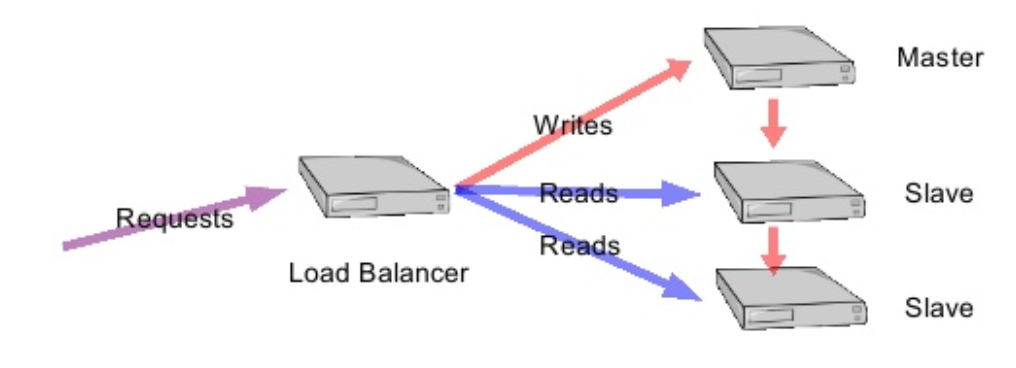 Master
Writes
Requests
Reads
Slave
Reads
Load Balancer
Slave